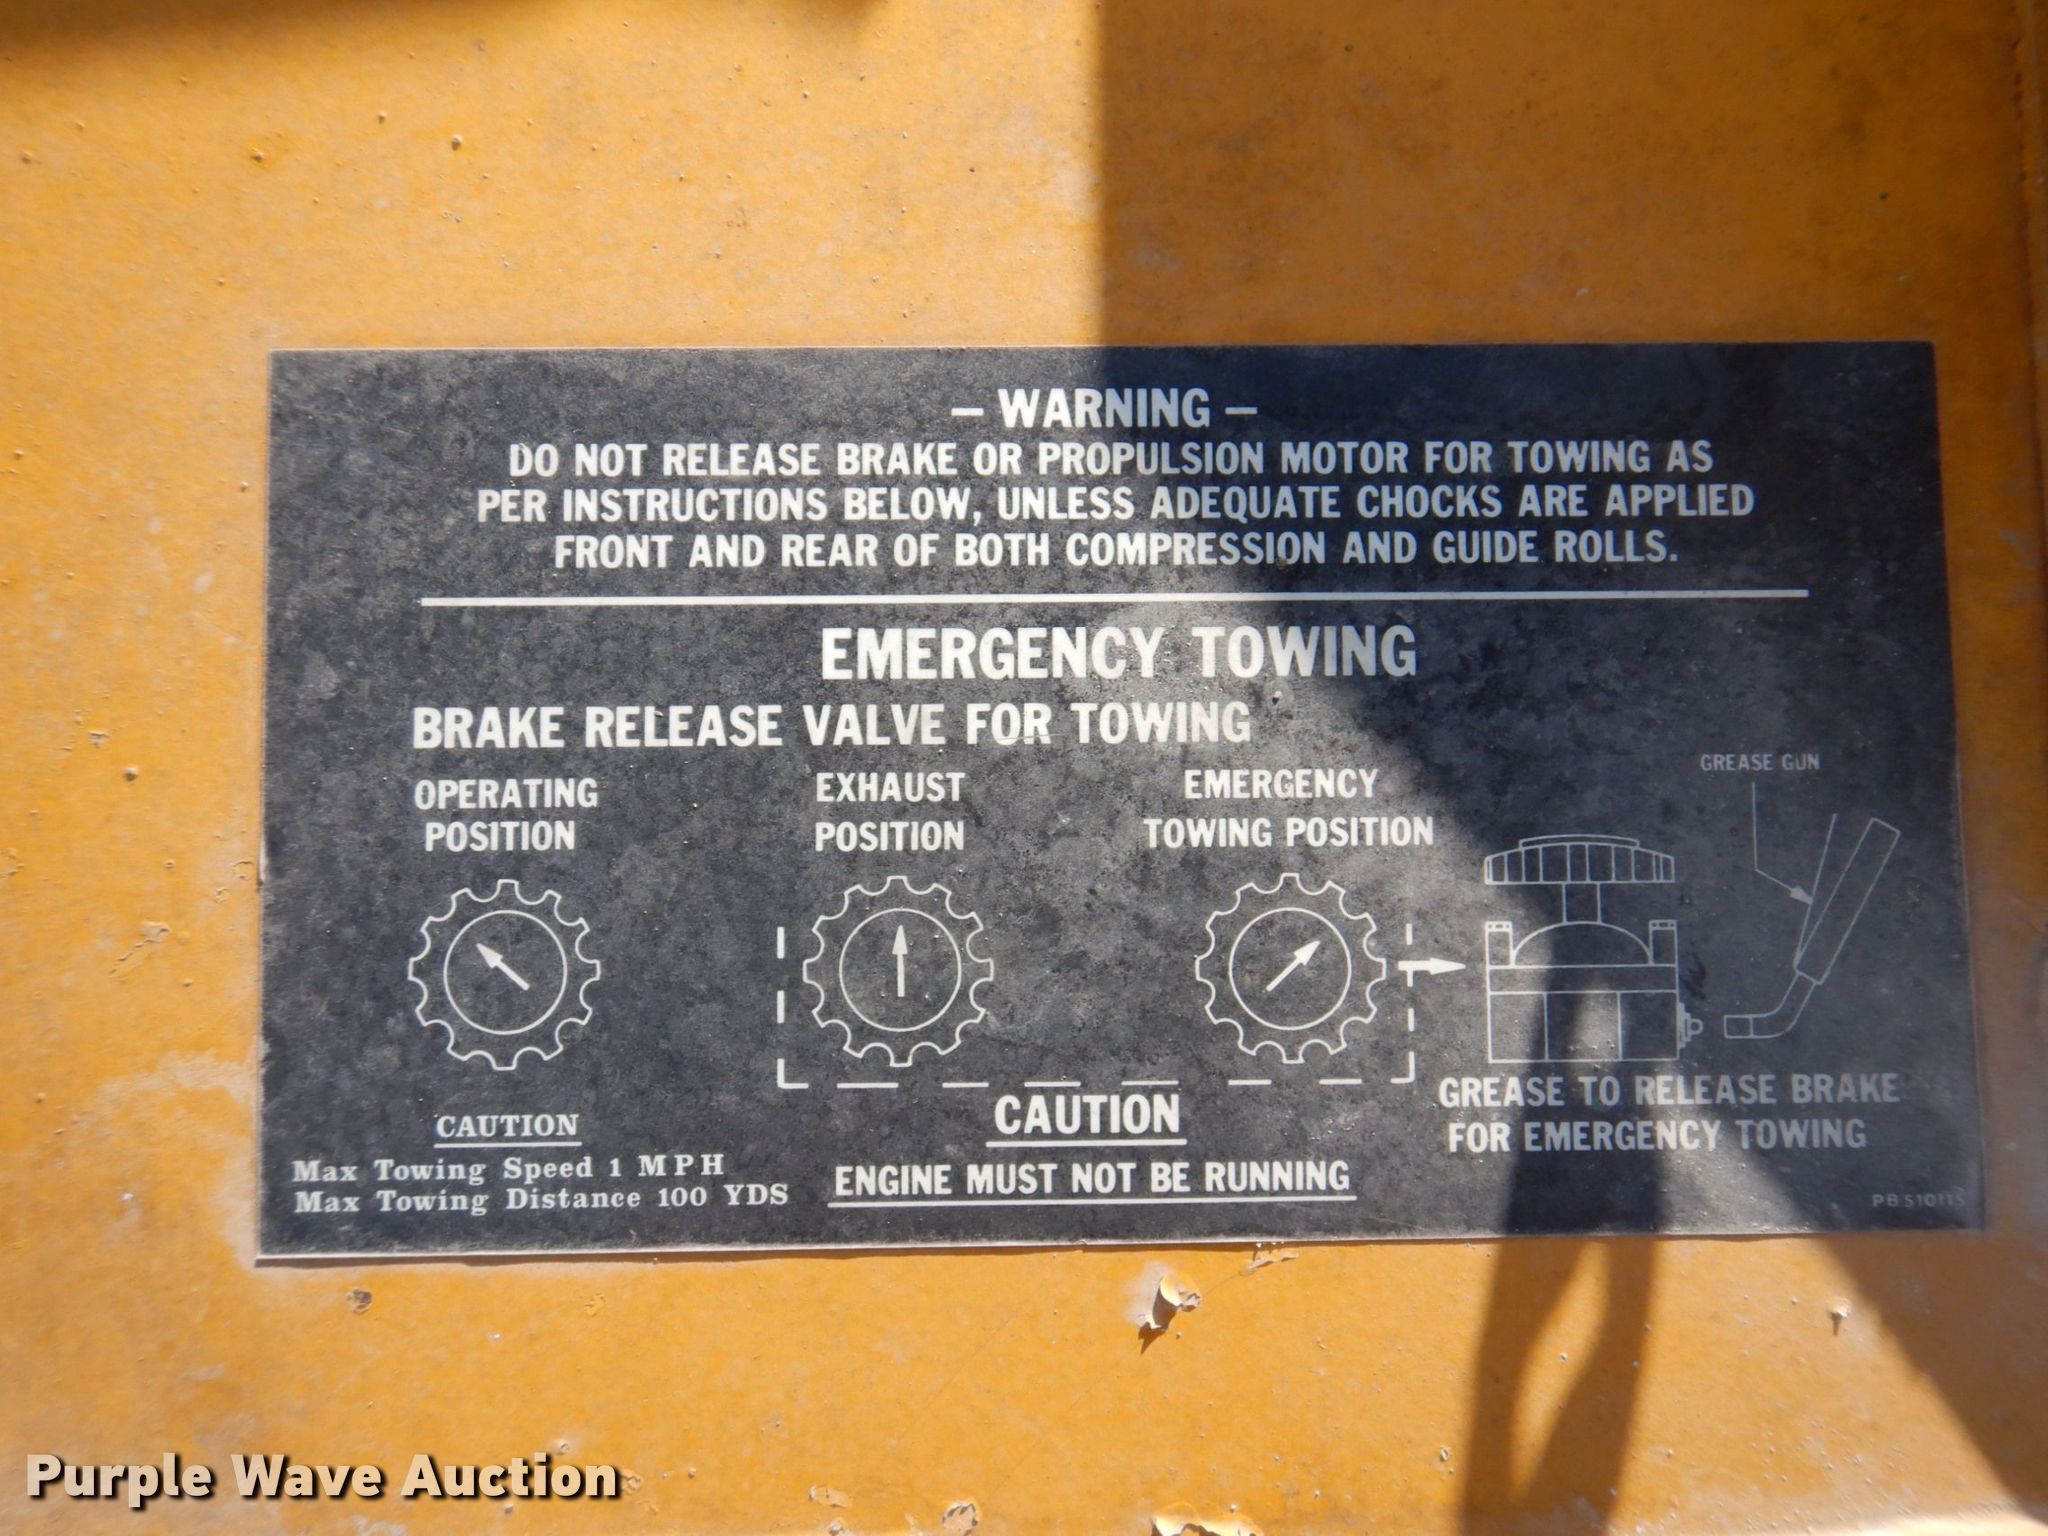 – WARNING –
DO NOT RELEASE BRAKE OR PROPULSION MOTOR FOR TOWING AS
PER INSTRUCTIONS BELOW, UNLESS ADEQUATE CHOCKS ARE APPLIED
FRONT AND REAR OF BOTH COMPRESSION AND GUIDE ROLLS.
EMERGENCY TOWING
BRAKE RELEASE VALVE FOR TOWING
OPERATING
POSITION
EXHAUST
POSITION
EMERGENCY
TOWING POSITION
GREASE GUN
GREASE TO RELEASE BRAKE
FOR EMERGENCY TOWING
CAUTION
ENGINE MUST NOT BE RUNNING
CAUTION
Max Towing Speed 1 MPH
Max Towing Distance 100 YDS
PB510115
Purple Wave Auction